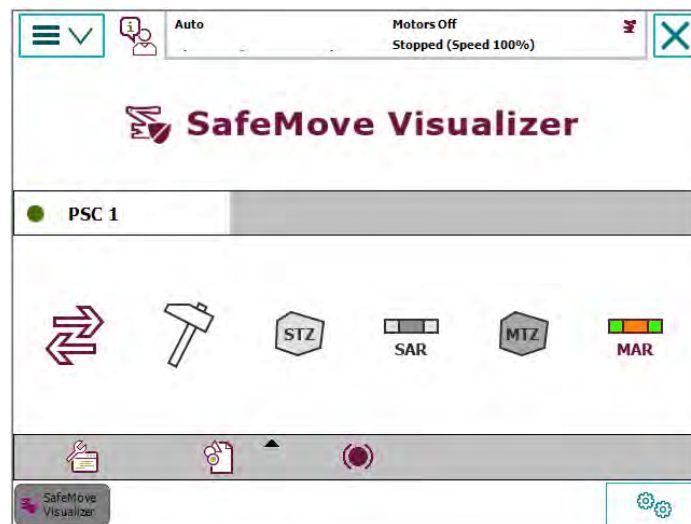 Auto
Motors Off
Stopped (Speed 100%)
SafeMove Visualizer
PSC 1
STZ
SAR
MTZ
MAR
SafeMove
Visualizer